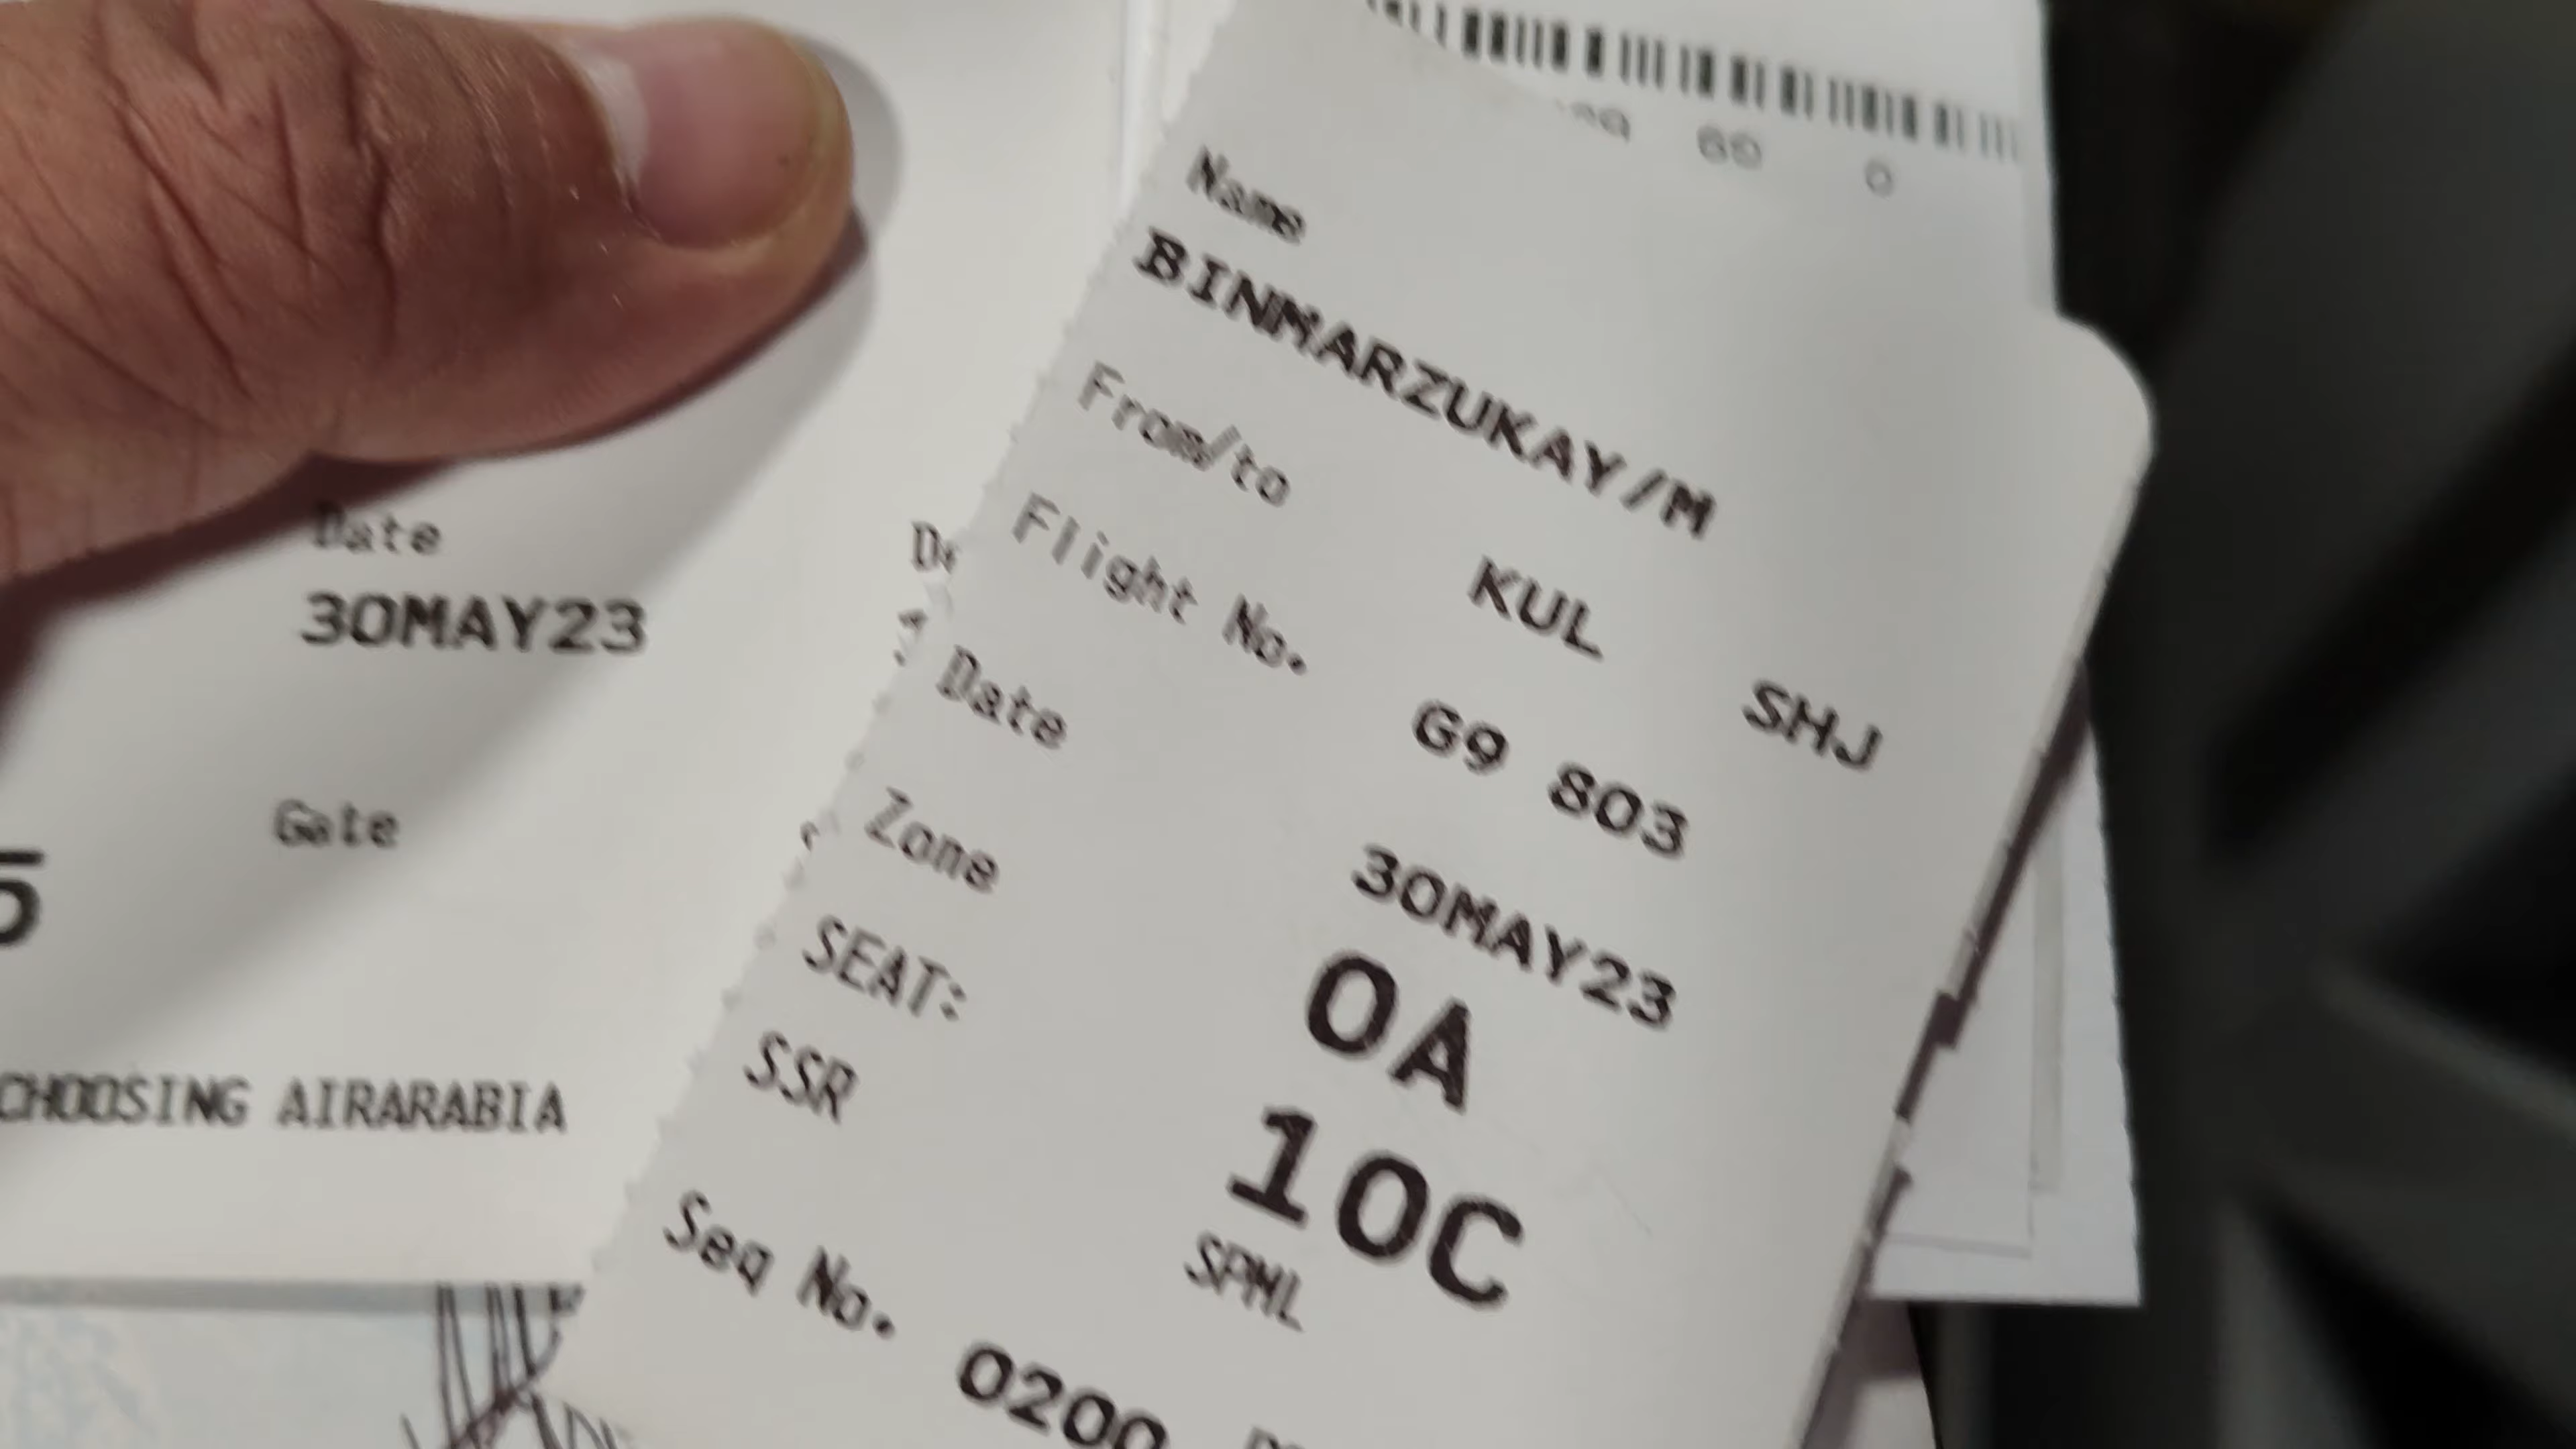 Date
30MAY23
Gate
5
CHOOSING AIRARABIA
Name
BINMARZUKAY/M
From/to KUL SHJ
Flight No. G9 803
Date 30MAY23
Zone 0A
SEAT: 10C
SSR SPML
Seq No. 0200